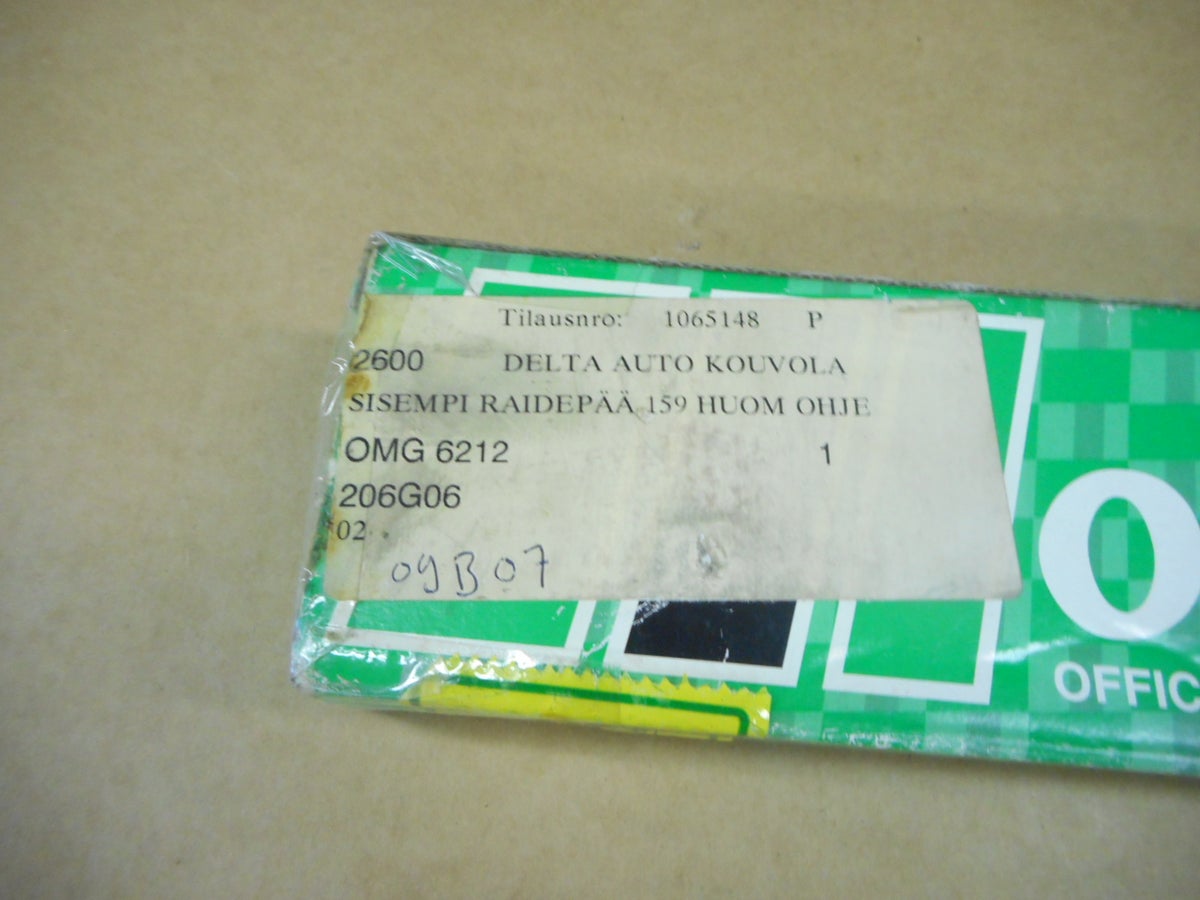 Tilausnro: 1065148 P
2600 DELTA AUTO KOUVOLA
SISEMPI RAIDEPÄÄ 159 HUOM OHJE
OMG 6212 1
206G06
*02
09B07
O
OFFIC